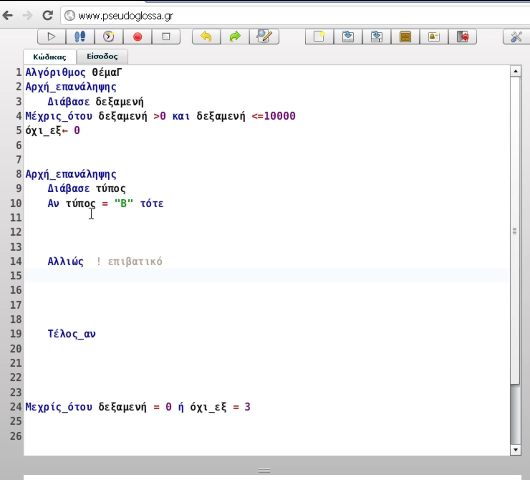 www.pseudoglossa.gr
Κώδικας Είσοδος
1 Αλγόριθμος θέμαΓ
2 Αρχή_επανάληψης
3 Διάβασε δεξαμενή
4 Μέχρις_ότου δεξαμενή >0 και δεξαμενή <=10000
5 όχι_εξ← 0
6
7
8 Αρχή_επανάληψης
9 Διάβασε τύπος
10 Αν τύπος = "Β" τότε
11
12
13
14 Αλλιώς ! επιβατικό
15
16
17
18
19 Τέλος_αν
20
21
22
23
24 Μεχρίς_ότου δεξαμενή = 0 ή όχι_εξ = 3
25
26